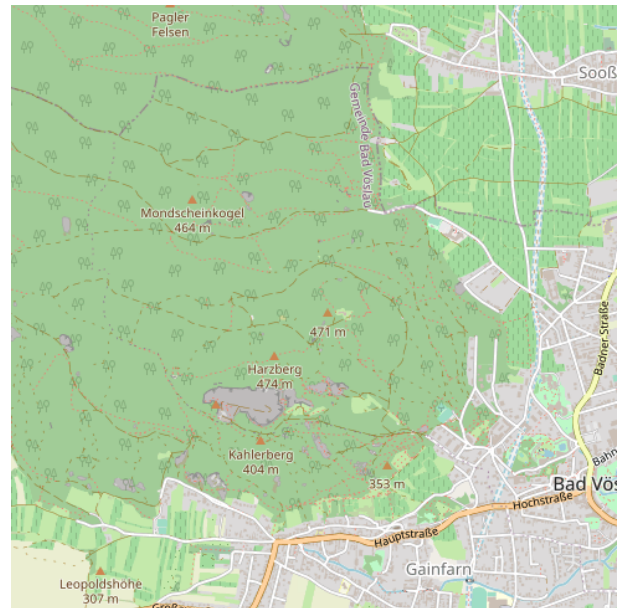 Pagler
Felsen
Sooß
Gemeinde Bad Vöslau
Mondscheinkogel
464 m
471 m
Badner Straße
Harzberg
474 m
Kahlerberg
404 m
353 m
Bahn
Bad Vös
Hochstraße
Hauptstraße
Gainfarn
Leopoldshöhe
307 m
Große